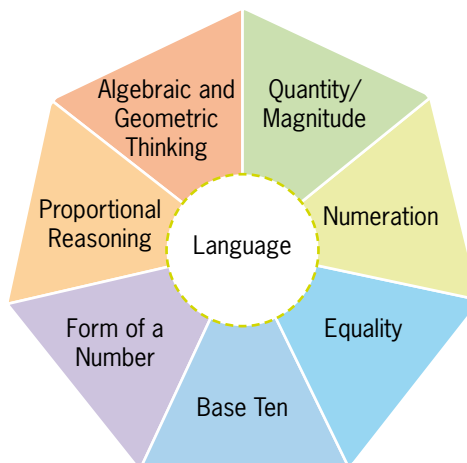 Algebraic and
Geometric
Thinking
Quantity/
Magnitude
Numeration
Equality
Base Ten
Form of a
Number
Proportional
Reasoning
Language